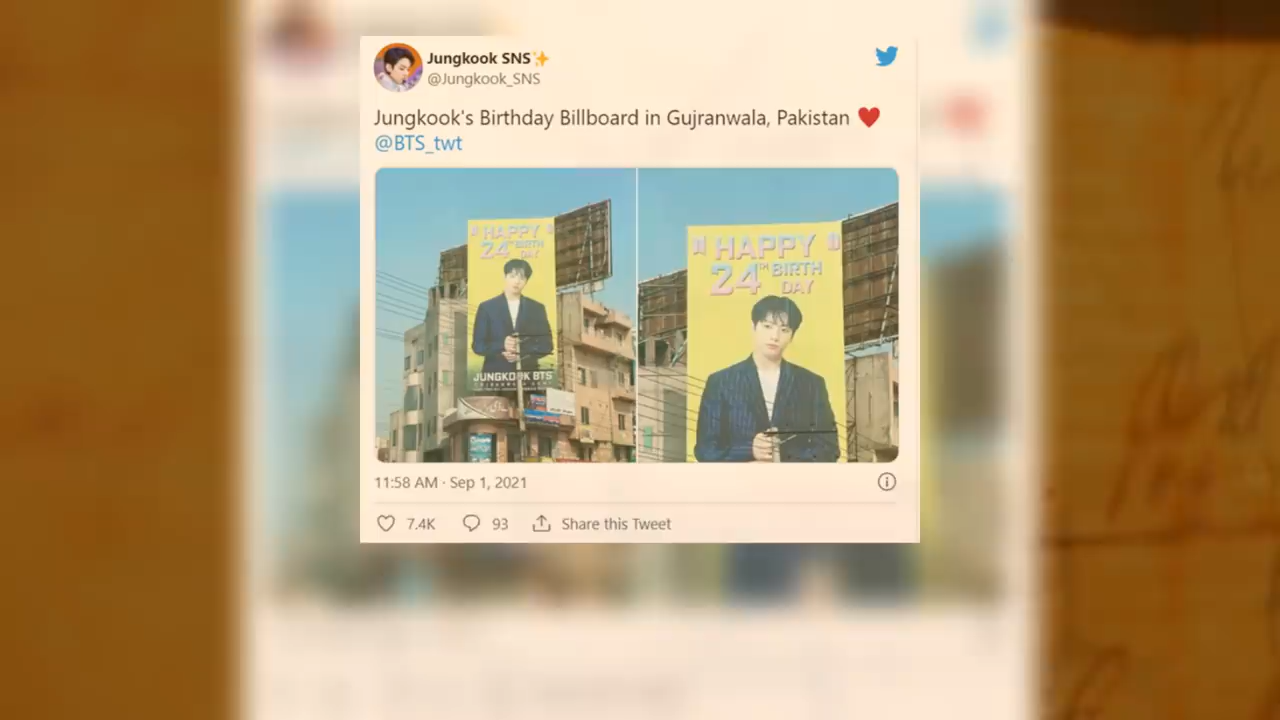 Jungkook SNS✨
@Jungkook_SNS
Jungkook's Birthday Billboard in Gujranwala, Pakistan ❤️
@BTS_twt
HAPPY
24TH BIRTH
DAY
JUNGKOOK BTS
HAPPY
24TH BIRTH
DAY
11:58 AM · Sep 1, 2021
7.4K
93
Share this Tweet